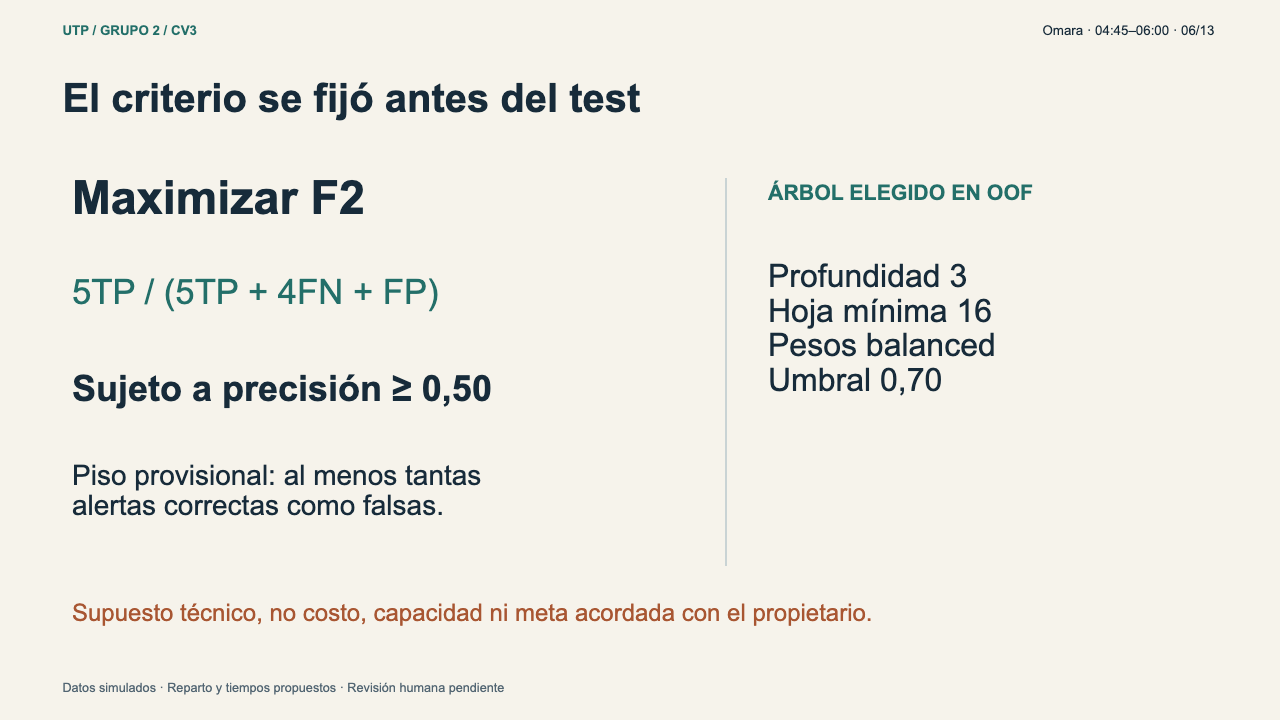 UTP / GRUPO 2 / CV3
Omara · 04:45–06:00 · 06/13
El criterio se fijó antes del test
Maximizar F2
5TP / (5TP + 4FN + FP)
Sujeto a precisión ≥ 0,50
Piso provisional: al menos tantas
alertas correctas como falsas.
ÁRBOL ELEGIDO EN OOF
Profundidad 3
Hoja mínima 16
Pesos balanced
Umbral 0,70
Supuesto técnico, no costo, capacidad ni meta acordada con el propietario.
Datos simulados · Reparto y tiempos propuestos · Revisión humana pendiente